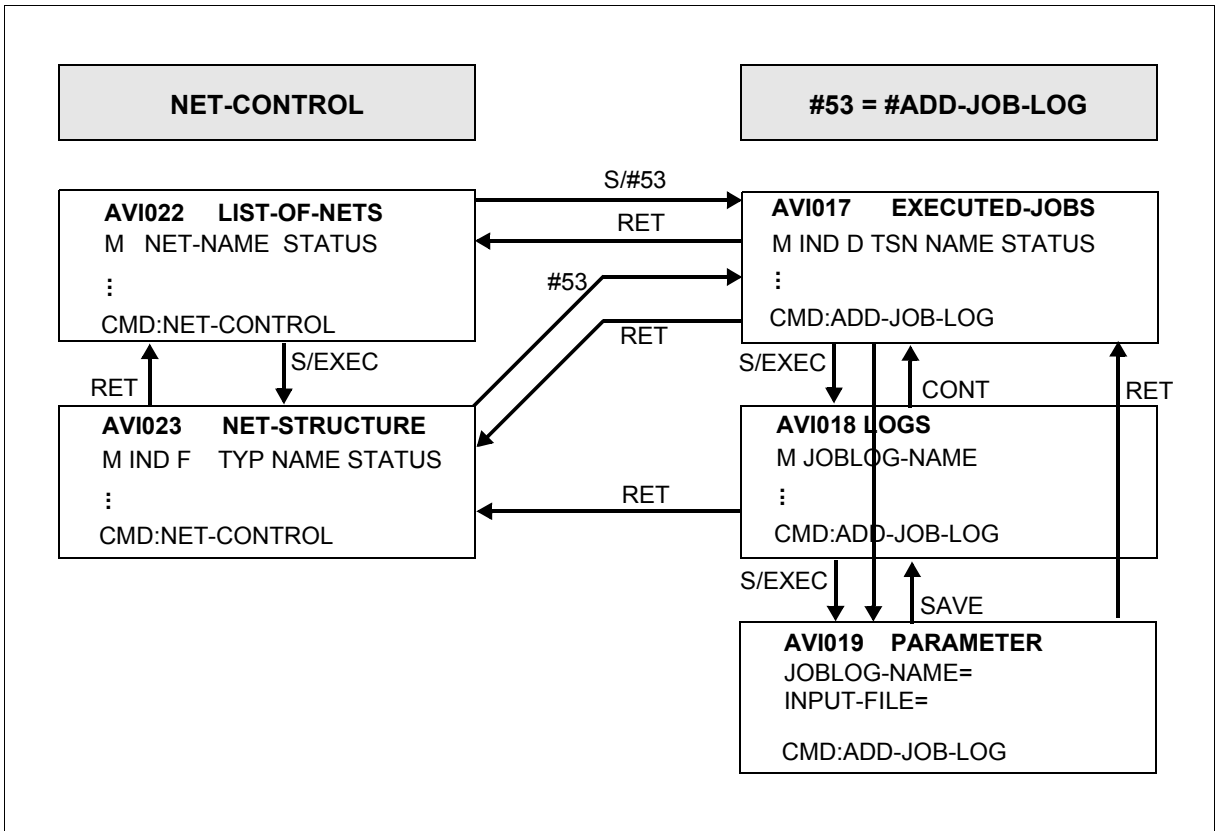 NET-CONTROL
#53 = #ADD-JOB-LOG
S/#53
AVI022 LIST-OF-NETS
M NET-NAME STATUS
⋮
CMD:NET-CONTROL
RET
AVI017 EXECUTED-JOBS
M IND D TSN NAME STATUS
⋮
CMD:ADD-JOB-LOG
#53
RET
RET
S/EXEC
S/EXEC
CONT
RET
AVI023 NET-STRUCTURE
M IND F TYP NAME STATUS
⋮
CMD:NET-CONTROL
RET
AVI018 LOGS
M JOBLOG-NAME
⋮
CMD:ADD-JOB-LOG
S/EXEC
SAVE
AVI019 PARAMETER
JOBLOG-NAME=
INPUT-FILE=
CMD:ADD-JOB-LOG